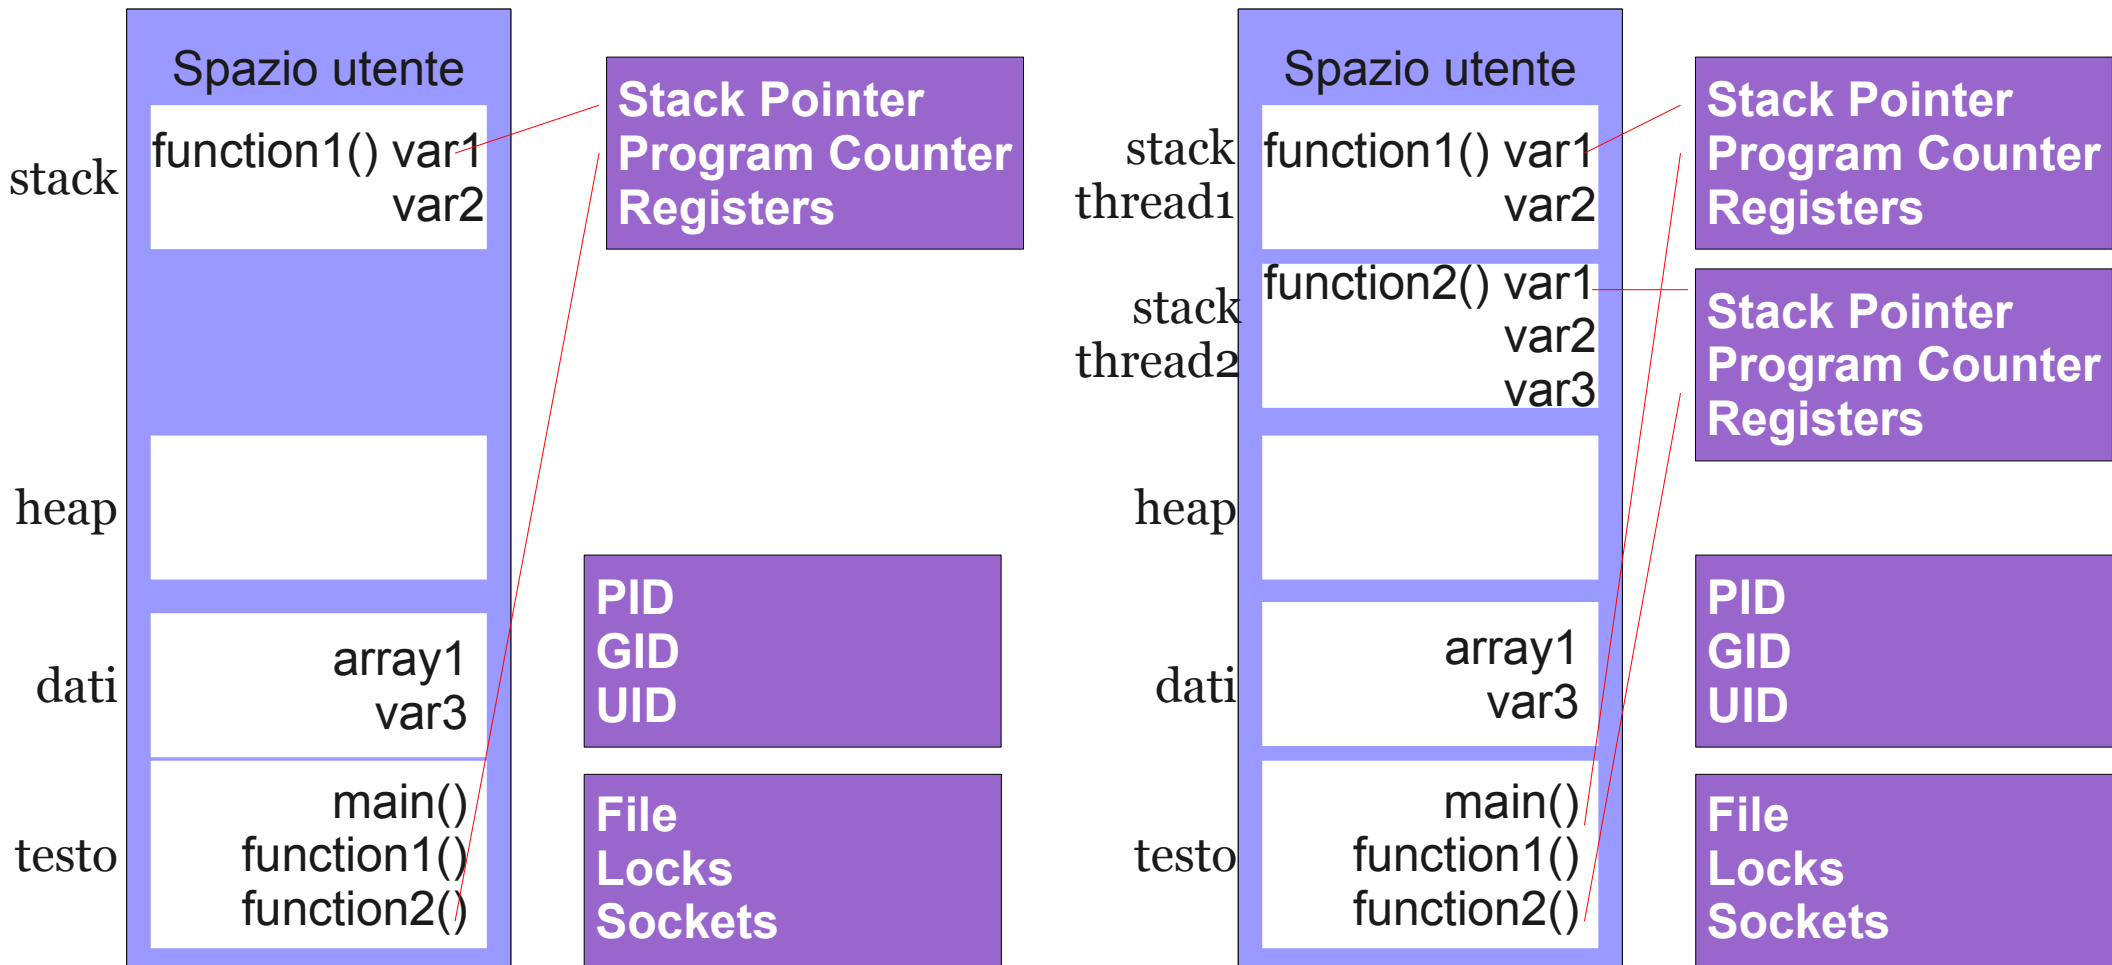 Spazio utente
stack
function1() var1
var2
Stack Pointer
Program Counter
Registers
heap
dati
array1
var3
PID
GID
UID
testo
main()
function1()
function2()
File
Locks
Sockets
Spazio utente
stack
thread1
function1() var1
var2
Stack Pointer
Program Counter
Registers
stack
thread2
function2() var1
var2
var3
Stack Pointer
Program Counter
Registers
heap
dati
array1
var3
PID
GID
UID
testo
main()
function1()
function2()
File
Locks
Sockets